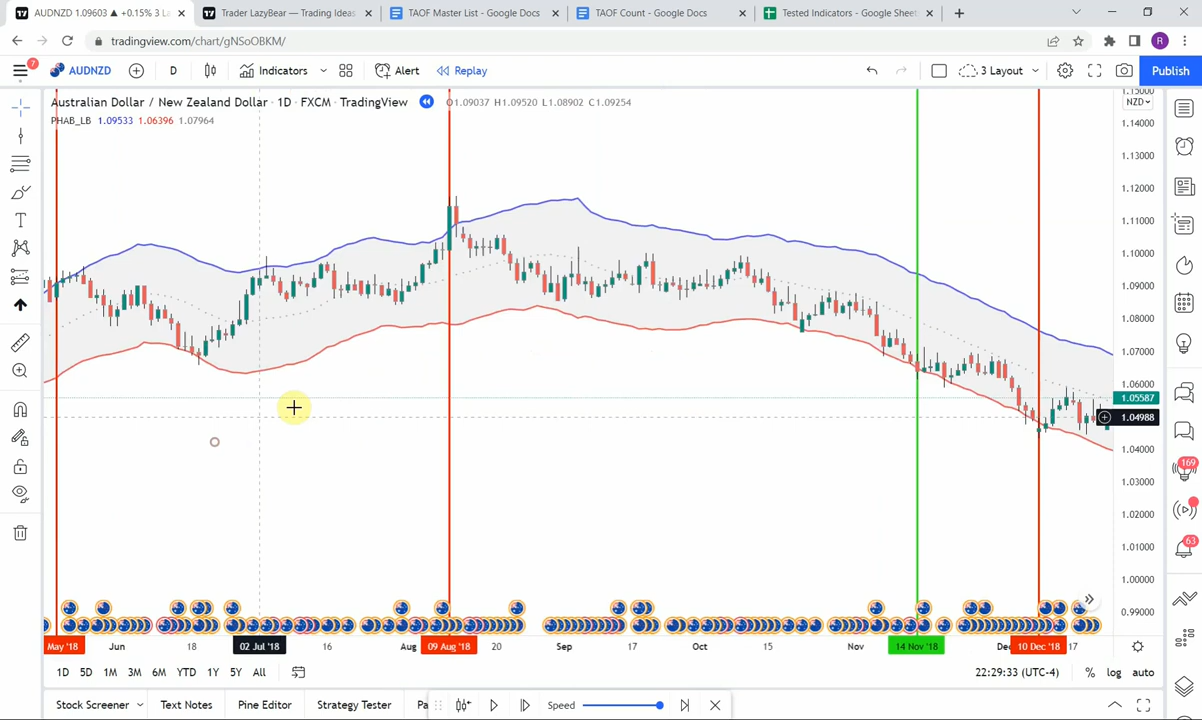 AUDNZD 1.09603 ▲ +0.15% 3 La
Trader LazyBear — Trading Ideas
TAOF Master List - Google Docs
TAOF Count - Google Docs
Tested Indicators - Google Sheet
tradingview.com/chart/gNSoOBKM/
R
7
AUDNZD
D
Indicators
Alert
Replay
3 Layout
Publish
Australian Dollar / New Zealand Dollar · 1D · FXCM · TradingView
O1.09037 H1.09520 L1.08902 C1.09254
PHAB_LB 1.09533 1.06396 1.07964
1.15000
NZD
1.14000
1.13000
1.12000
1.11000
1.10000
1.09000
1.08000
1.07000
1.06000
1.05587
1.04988
1.04000
1.03000
1.02000
1.01000
1.00000
0.99000
169
63
May '18
Jun
18
02 Jul '18
16
Aug
09 Aug '18
20
Sep
17
Oct
15
Nov
14 Nov '18
Dec
10 Dec '18
17
1D 5D 1M 3M 6M YTD 1Y 5Y All
22:29:33 (UTC-4)
% log auto
Stock Screener
Text Notes
Pine Editor
Strategy Tester
Pa
Speed